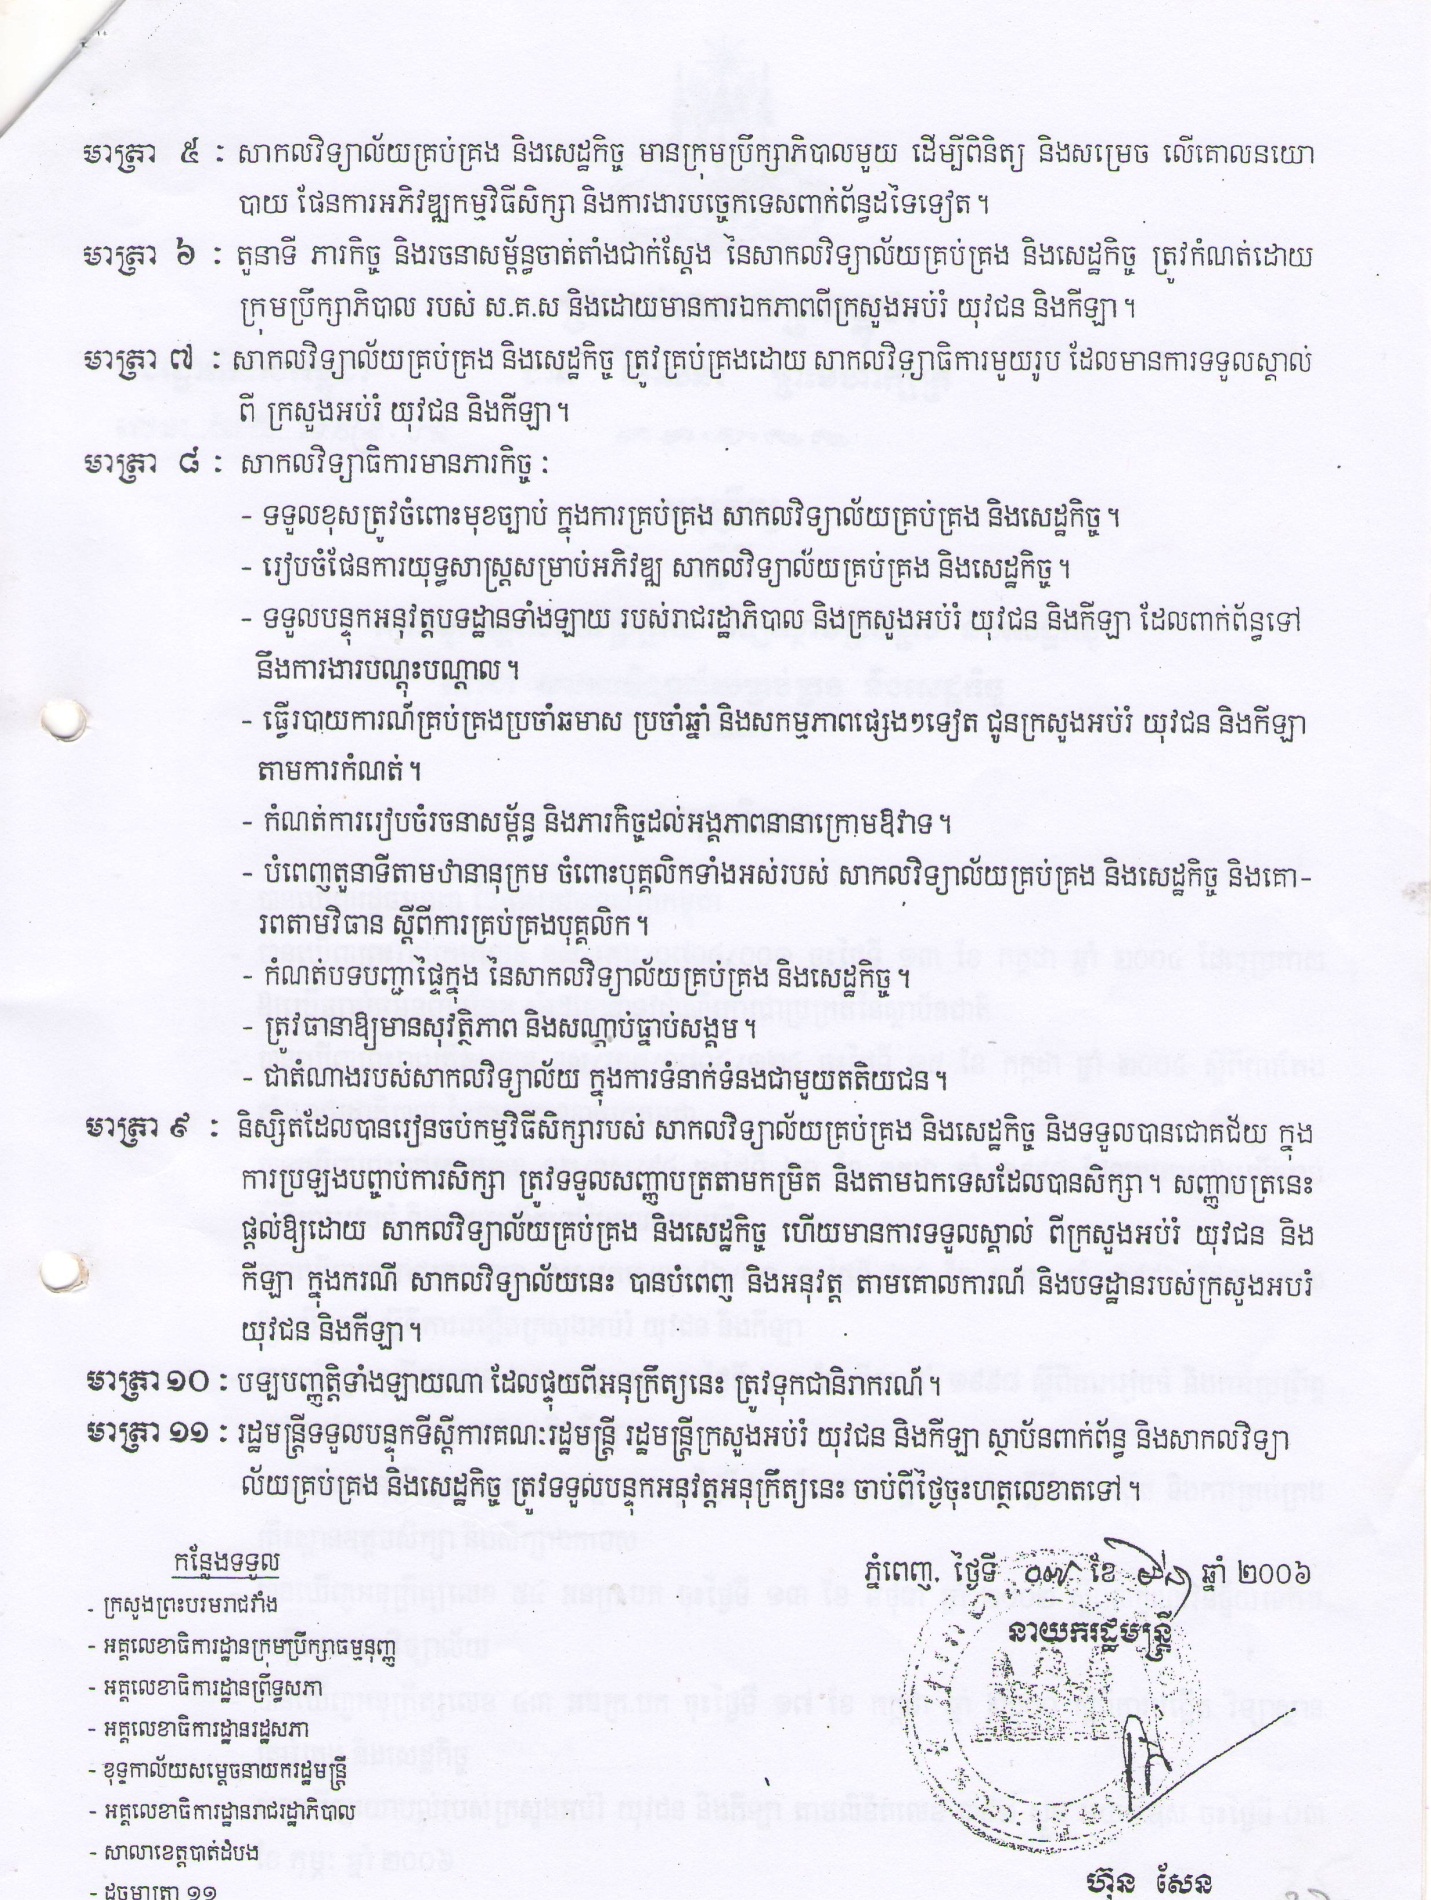 មាត្រា ៥ : សាកលវិទ្យាល័យគ្រប់គ្រង និងសេដ្ឋកិច្ច មានក្រុមប្រឹក្សាភិបាលមួយ ដើម្បីពិនិត្យ និងសម្រេច លើគោលនយោ
បាយ ផែនការអភិវឌ្ឍកម្មវិធីសិក្សា និងការងារបច្ចេកទេសពាក់ព័ន្ធដទៃទៀត។
មាត្រា ៦ : តួនាទី ភារកិច្ច និងរចនាសម្ព័ន្ធចាត់តាំងជាក់ស្តែង នៃសាកលវិទ្យាល័យគ្រប់គ្រង និងសេដ្ឋកិច្ច ត្រូវកំណត់ដោយ
ក្រុមប្រឹក្សាភិបាល របស់ ស.គ.ស និងដោយមានការឯកភាពពីក្រសួងអប់រំ យុវជន និងកីឡា។
មាត្រា ៧ : សាកលវិទ្យាល័យគ្រប់គ្រង និងសេដ្ឋកិច្ច ត្រូវគ្រប់គ្រងដោយ សាកលវិទ្យាធិការមួយរូប ដែលមានការទទួលស្គាល់
ពី ក្រសួងអប់រំ យុវជន និងកីឡា។
មាត្រា ៨ : សាកលវិទ្យាធិការមានភារកិច្ច :
- ទទួលខុសត្រូវចំពោះមុខច្បាប់ ក្នុងការគ្រប់គ្រង សាកលវិទ្យាល័យគ្រប់គ្រង និងសេដ្ឋកិច្ច។
- រៀបចំផែនការយុទ្ធសាស្ត្រសម្រាប់អភិវឌ្ឍ សាកលវិទ្យាល័យគ្រប់គ្រង និងសេដ្ឋកិច្ច។
- ទទួលបន្ទុកអនុវត្តបទដ្ឋានទាំងឡាយ របស់រាជរដ្ឋាភិបាល និងក្រសួងអប់រំ យុវជន និងកីឡា ដែលពាក់ព័ន្ធទៅ
នឹងការងារបណ្តុះបណ្តាល។
- ធ្វើរបាយការណ៍គ្រប់គ្រងប្រចាំឆមាស ប្រចាំឆ្នាំ និងសកម្មភាពផ្សេងៗទៀត ជូនក្រសួងអប់រំ យុវជន និងកីឡា
តាមការកំណត់។
- កំណត់ការរៀបចំរចនាសម្ព័ន្ធ និងភារកិច្ចដល់អង្គភាពនានាក្រោមឱវាទ។
- បំពេញតួនាទីតាមឋានានុក្រម ចំពោះបុគ្គលិកទាំងអស់របស់ សាកលវិទ្យាល័យគ្រប់គ្រង និងសេដ្ឋកិច្ច និងគោ-
រពតាមវិធាន ស្តីពីការគ្រប់គ្រងបុគ្គលិក។
- កំណត់បទបញ្ជាផ្ទៃក្នុង នៃសាកលវិទ្យាល័យគ្រប់គ្រង និងសេដ្ឋកិច្ច។
- ត្រូវធានាឱ្យមានសុវត្ថិភាព និងសណ្តាប់ធ្នាប់សង្គម។
- ជាតំណាងរបស់សាកលវិទ្យាល័យ ក្នុងការទំនាក់ទំនងជាមួយតតិយជន។
មាត្រា ៩ : និស្សិតដែលបានរៀនចប់កម្មវិធីសិក្សារបស់ សាកលវិទ្យាល័យគ្រប់គ្រង និងសេដ្ឋកិច្ច និងទទួលបានជោគជ័យ ក្នុង
ការប្រឡងបញ្ចប់ការសិក្សា ត្រូវទទួលសញ្ញាបត្រតាមកម្រិត និងតាមឯកទេសដែលបានសិក្សា។ សញ្ញាបត្រនេះ
ផ្តល់ឱ្យដោយ សាកលវិទ្យាល័យគ្រប់គ្រង និងសេដ្ឋកិច្ច ហើយមានការទទួលស្គាល់ ពីក្រសួងអប់រំ យុវជន និង
កីឡា ក្នុងករណី សាកលវិទ្យាល័យនេះ បានបំពេញ និងអនុវត្ត តាមគោលការណ៍ និងបទដ្ឋានរបស់ក្រសួងអបរំ
យុវជន និងកីឡា។
មាត្រា ១០ : បទប្បបញ្ញត្តិទាំងឡាយណា ដែលផ្ទុយពីអនុក្រឹត្យនេះ ត្រូវទុកជានិរាករណ៍។
មាត្រា ១១ : រដ្ឋមន្ត្រីទទួលបន្ទុកទីស្តីការគណៈរដ្ឋមន្ត្រី រដ្ឋមន្ត្រីក្រសួងអប់រំ យុវជន និងកីឡា ស្ថាប័នពាក់ព័ន្ធ និងសាកលវិទ្យា
ល័យគ្រប់គ្រង និងសេដ្ឋកិច្ច ត្រូវទទួលបន្ទុកអនុវត្តអនុក្រឹត្យនេះ ចាប់ពីថ្ងៃចុះហត្ថលេខាតទៅ។
ភ្នំពេញ. ថ្ងៃទី ០៧ ខែ ឆ្នាំ ២០០៦
នាយករដ្ឋមន្ត្រី
កន្លែងទទួល
- ក្រសួងព្រះបរមរាជវាំង
- អគ្គលេខាធិការដ្ឋានក្រុមប្រឹក្សាធម្មនុញ្ញ
- អគ្គលេខាធិការដ្ឋានព្រឹទ្ធសភា
- អគ្គលេខាធិការដ្ឋានរដ្ឋសភា
- ខុទ្ទកាល័យសម្តេចនាយករដ្ឋមន្ត្រី
- អគ្គលេខាធិការដ្ឋានរាជរដ្ឋាភិបាល
- សាលាខេត្តបាត់ដំបង
- ដូចមាត្រា ១១
ហ៊ុន សែន